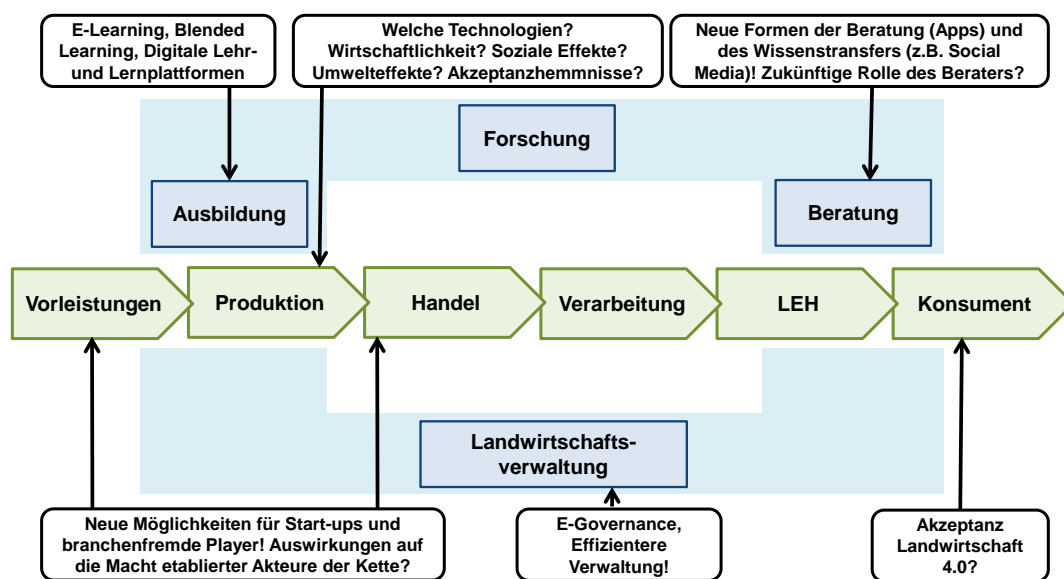 E-Learning, Blended
Learning, Digitale Lehr-
und Lernplattformen
Welche Technologien?
Wirtschaftlichkeit? Soziale Effekte?
Umwelteffekte? Akzeptanzhemmnisse?
Neue Formen der Beratung (Apps) und
des Wissenstransfers (z.B. Social
Media)! Zukünftige Rolle des Beraters?
Forschung
Ausbildung
Beratung
Vorleistungen
Produktion
Handel
Verarbeitung
LEH
Konsument
Landwirtschafts-
verwaltung
Neue Möglichkeiten für Start-ups und
branchenfremde Player! Auswirkungen auf
die Macht etablierter Akteure der Kette?
E-Governance,
Effizientere
Verwaltung!
Akzeptanz
Landwirtschaft
4.0?